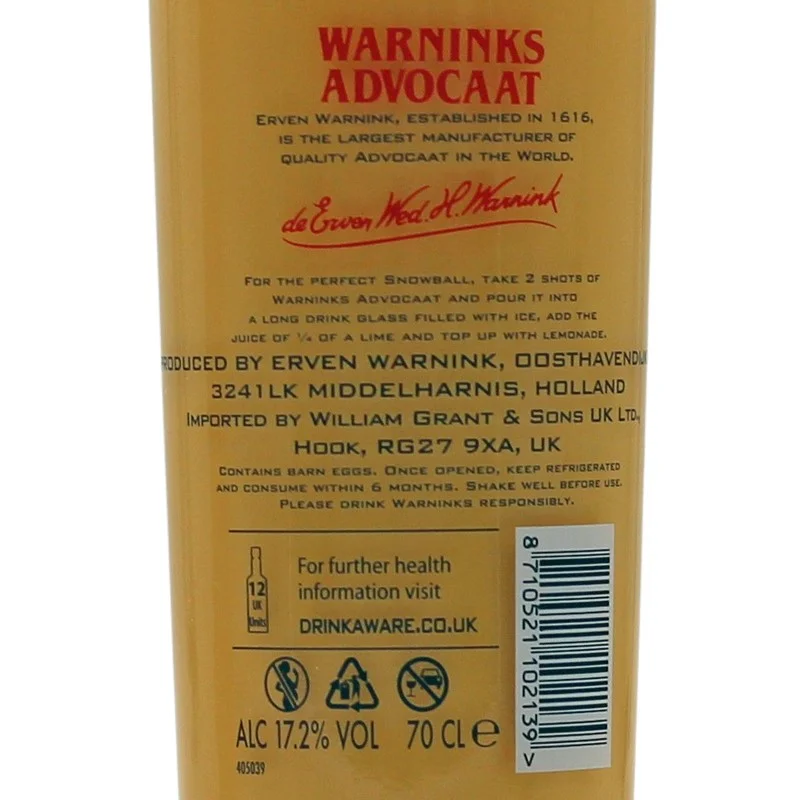 WARNINKS
ADVOCAAT
ERVEN WARNINK, ESTABLISHED IN 1616,
IS THE LARGEST MANUFACTURER OF
QUALITY ADVOCAAT IN THE WORLD.
de Erven Wed. H. Warnink
FOR THE PERFECT SNOWBALL, TAKE 2 SHOTS OF
WARNINKS ADVOCAAT AND POUR IT INTO
A LONG DRINK GLASS FILLED WITH ICE, ADD THE
JUICE OF ¼ OF A LIME AND TOP UP WITH LEMONADE.
RODUCED BY ERVEN WARNINK, OOSTHAVENDIJK
3241LK MIDDELHARNIS, HOLLAND
IMPORTED BY WILLIAM GRANT & SONS UK LTD,
HOOK, RG27 9XA, UK
CONTAINS BARN EGGS. ONCE OPENED, KEEP REFRIGERATED
AND CONSUME WITHIN 6 MONTHS. SHAKE WELL BEFORE USE.
PLEASE DRINK WARNINKS RESPONSIBLY.
12
UK
Units
For further health
information visit
DRINKAWARE.CO.UK
ALC 17.2% VOL 70 CL e
405039
8 710521 102139 >